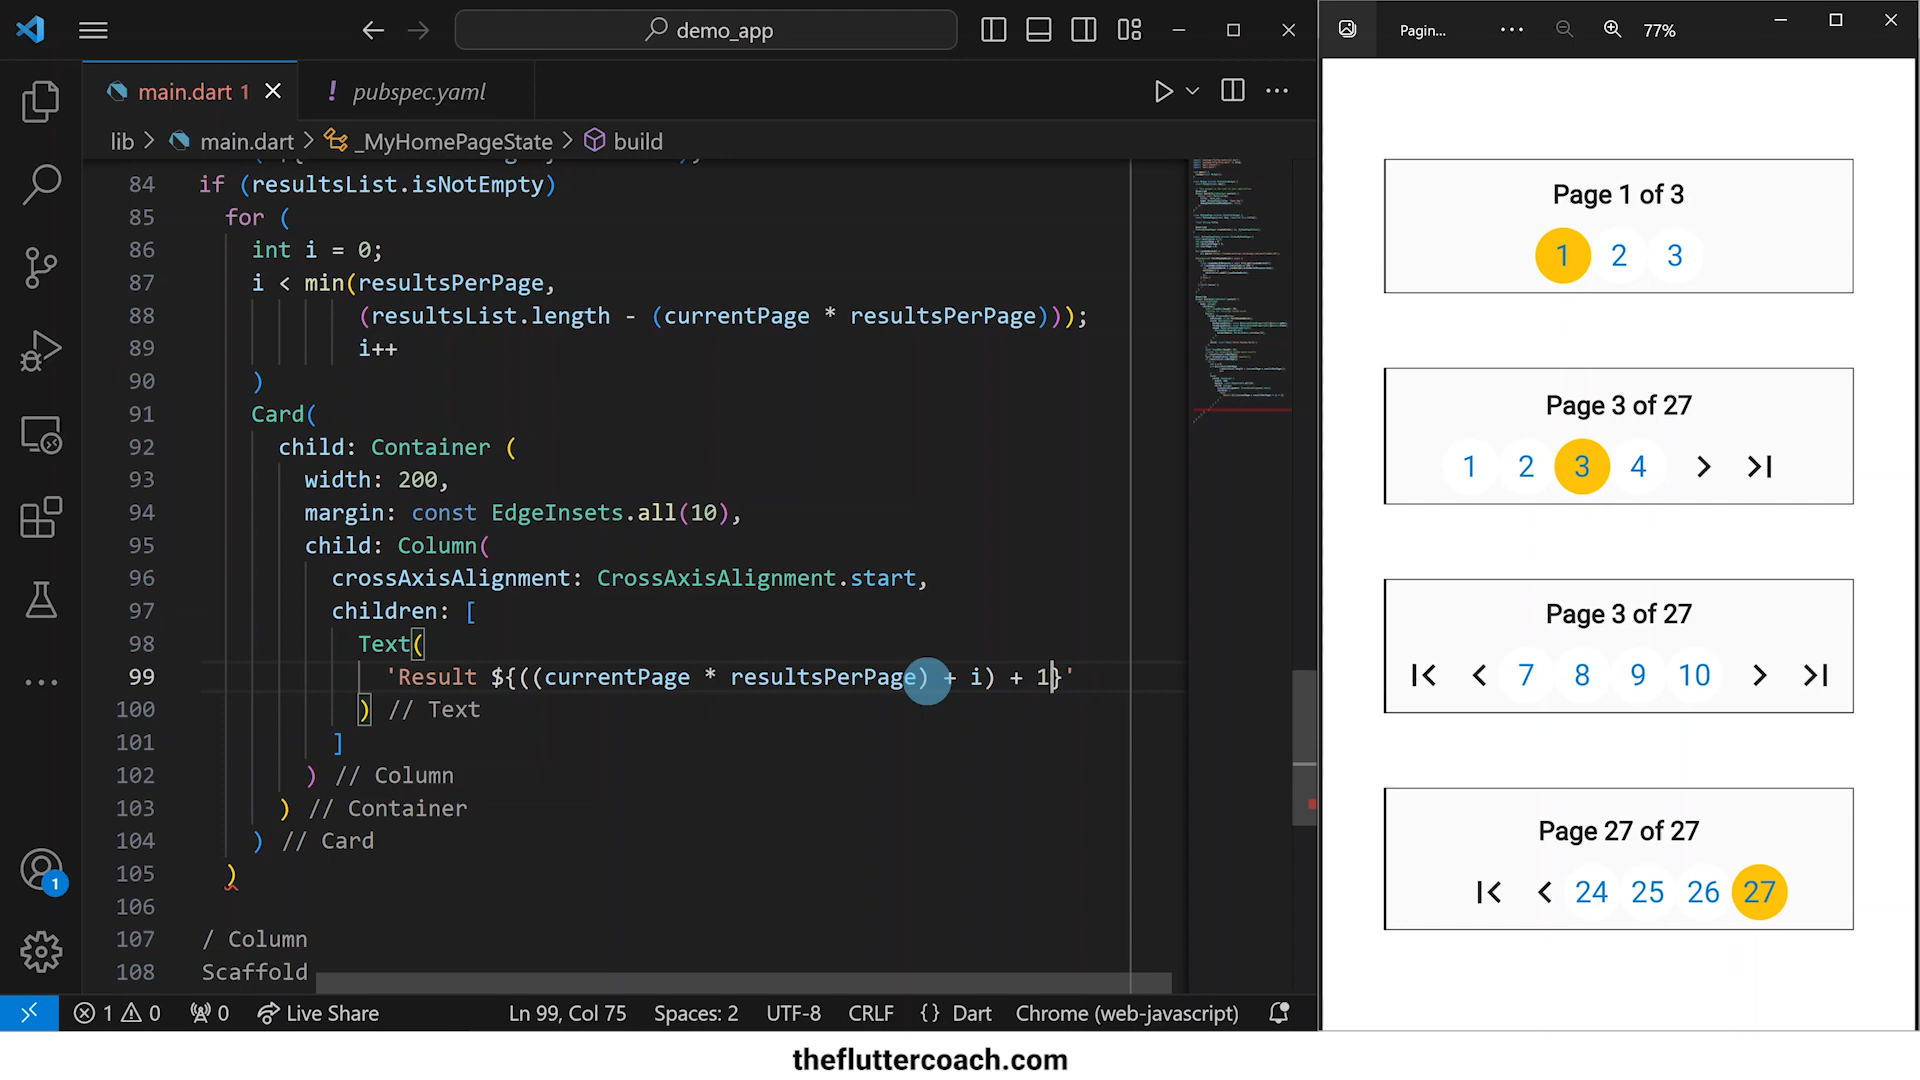 demo_app
main.dart 1
! pubspec.yaml
lib > main.dart > _MyHomePageState > build
84 if (resultsList.isNotEmpty)
85 for (
86 int i = 0;
87 i < min(resultsPerPage,
88 (resultsList.length - (currentPage * resultsPerPage)));
89 i++
90 )
91 Card(
92 child: Container (
93 width: 200,
94 margin: const EdgeInsets.all(10),
95 child: Column(
96 crossAxisAlignment: CrossAxisAlignment.start,
97 children: [
98 Text(
99 'Result ${((currentPage * resultsPerPage) + i) + 1}'
100 ) // Text
101 ]
102 ) // Column
103 ) // Container
104 ) // Card
105 )
106
107 / Column
108 Scaffold
1
1 0 0 Live Share Ln 99, Col 75 Spaces: 2 UTF-8 CRLF {} Dart Chrome (web-javascript)
Pagin... 77%
Page 1 of 3
1 2 3
Page 3 of 27
1 2 3 4 > >|
Page 3 of 27
|< < 7 8 9 10 > >|
Page 27 of 27
|< < 24 25 26 27
thefluttercoach.com